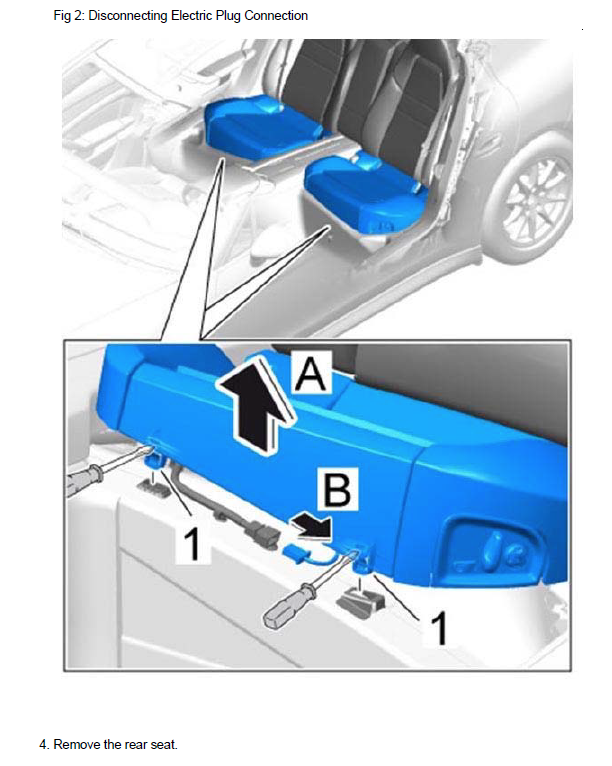 Fig 2: Disconnecting Electric Plug Connection
A
B
1
1
4. Remove the rear seat.